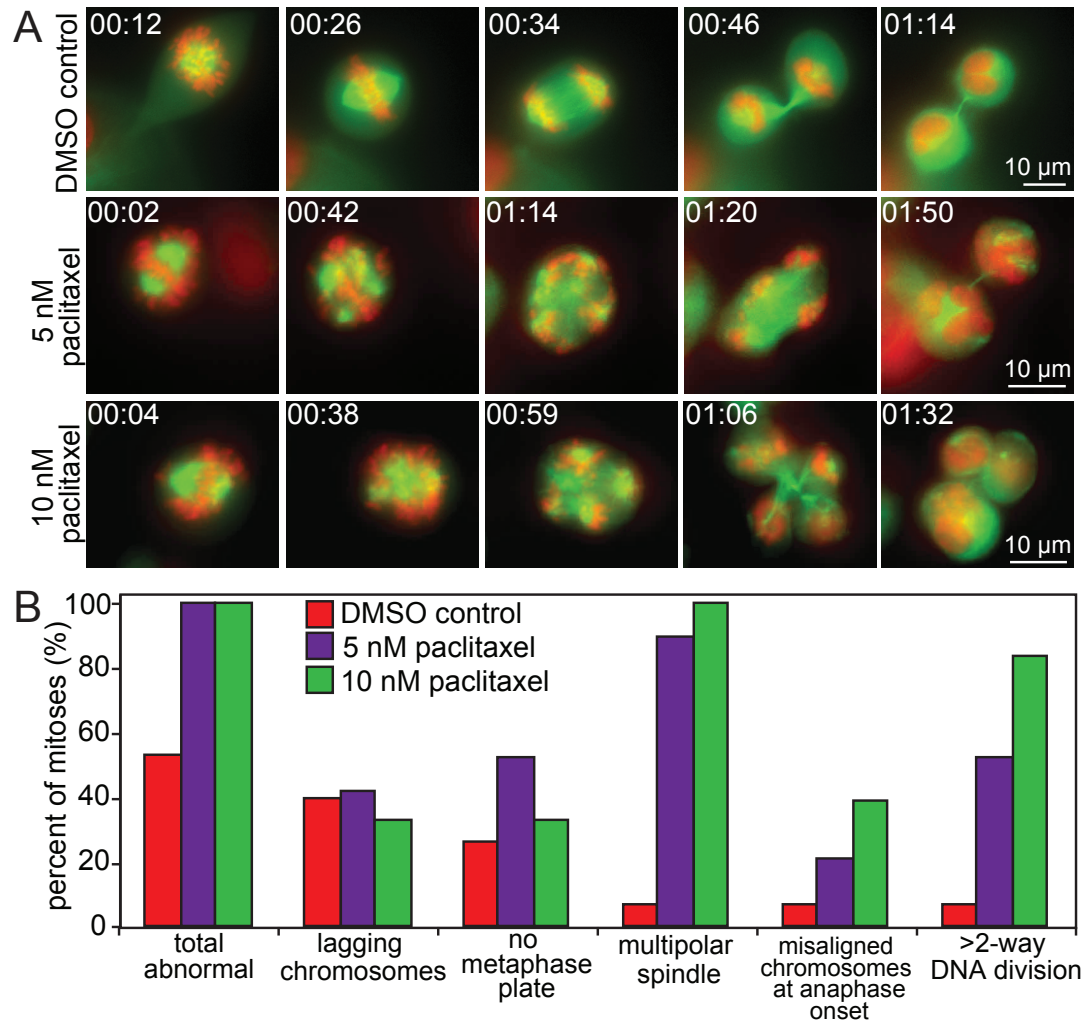 A
DMSO control
00:12
00:26
00:34
00:46
01:14
10 µm
5 nM
paclitaxel
00:02
00:42
01:14
01:20
01:50
10 µm
10 nM
paclitaxel
00:04
00:38
00:59
01:06
01:32
10 µm
B
percent of mitoses (%)
100
80
60
40
20
0
DMSO control
5 nM paclitaxel
10 nM paclitaxel
total
abnormal
lagging
chromosomes
no
metaphase
plate
multipolar
spindle
misaligned
chromosomes
at anaphase
onset
>2-way
DNA division